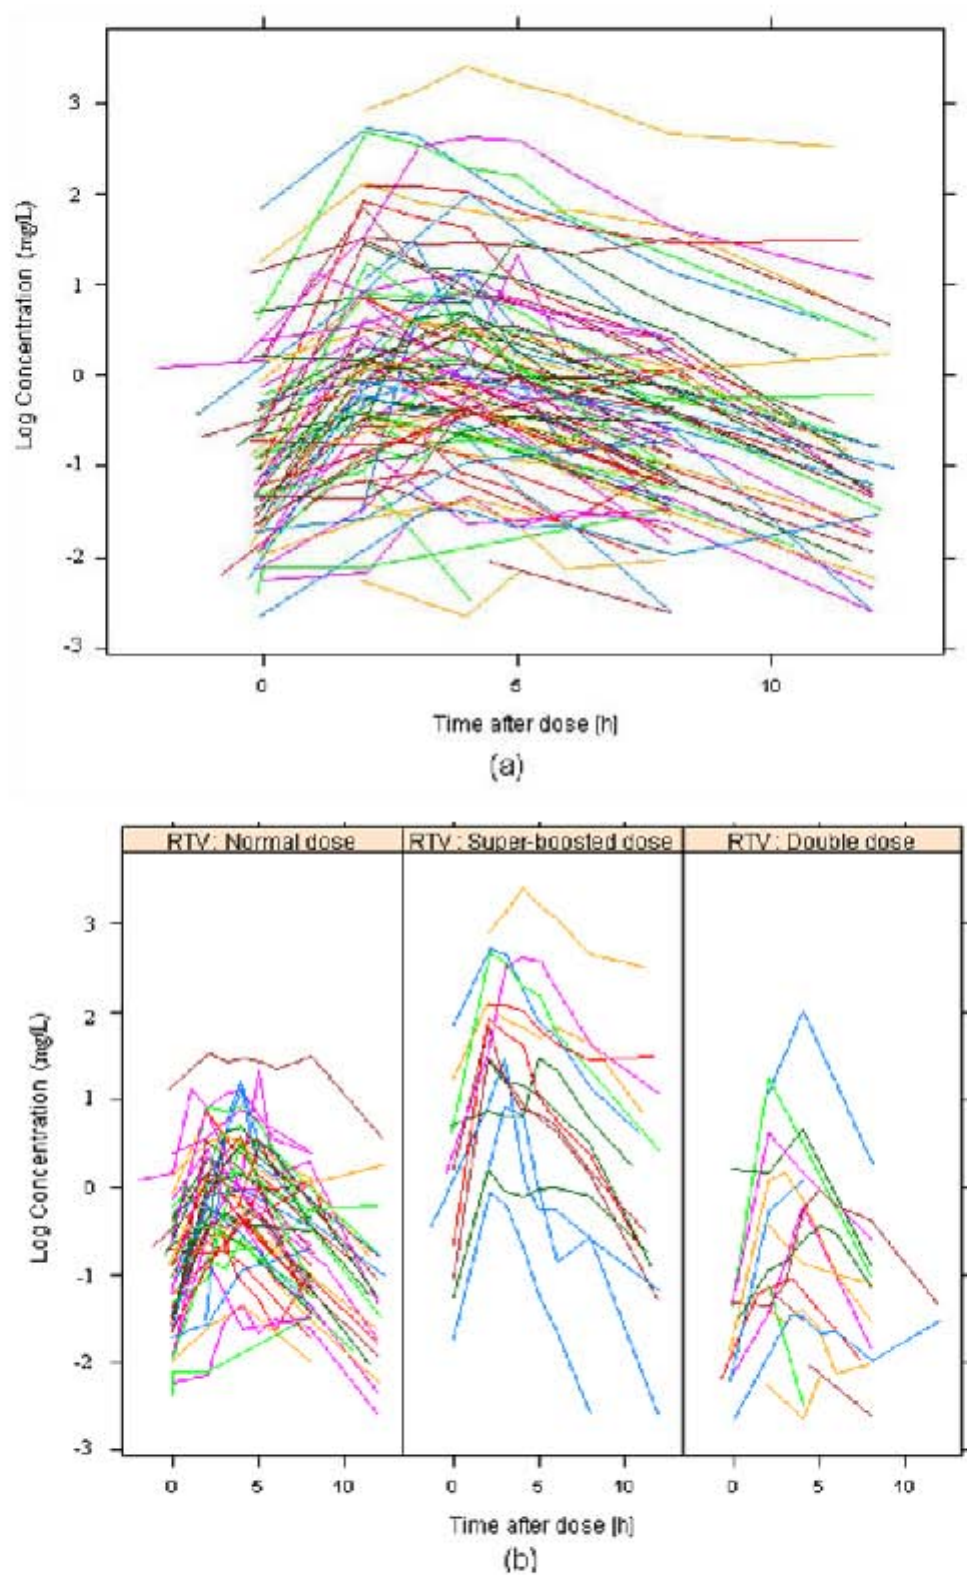 3
2
1
0
-1
-2
-3
Log Concentration (mg/L)
0 5 10
Time after dose [h]
(a)
RTV : Normal dose RTV : Super-boosted dose RTV : Double dose
3
2
1
0
-1
-2
-3
Log Concentration (mg/L)
0 5 10 0 5 10 0 5 10
Time after dose [h]
(b)